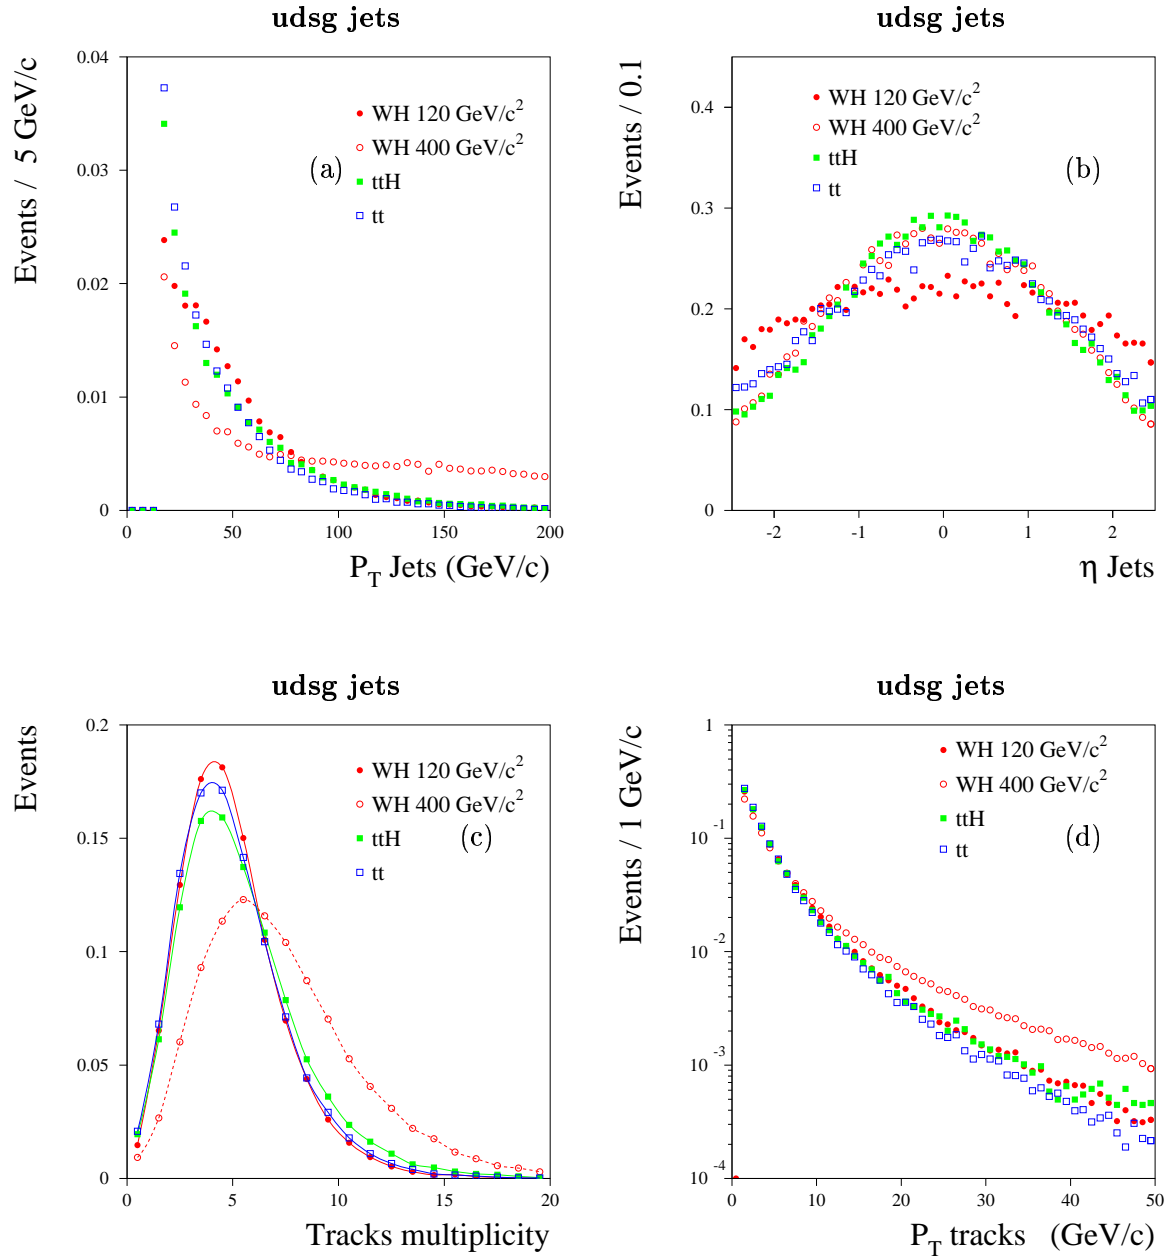 udsg jets
Events / 5 GeV/c
0.04
0.03
0.02
0.01
0
0 50 100 150 200
P_T Jets (GeV/c)
WH 120 GeV/c²
WH 400 GeV/c²
ttH
tt
(a)
udsg jets
Events / 0.1
0.4
0.3
0.2
0.1
0
-2 -1 0 1 2
η Jets
WH 120 GeV/c²
WH 400 GeV/c²
ttH
tt
(b)
udsg jets
Events
0.2
0.15
0.1
0.05
0
0 5 10 15 20
Tracks multiplicity
WH 120 GeV/c²
WH 400 GeV/c²
ttH
tt
(c)
udsg jets
Events / 1 GeV/c
1
10⁻¹
10⁻²
10⁻³
10⁻⁴
0 10 20 30 40 50
P_T tracks (GeV/c)
WH 120 GeV/c²
WH 400 GeV/c²
ttH
tt
(d)